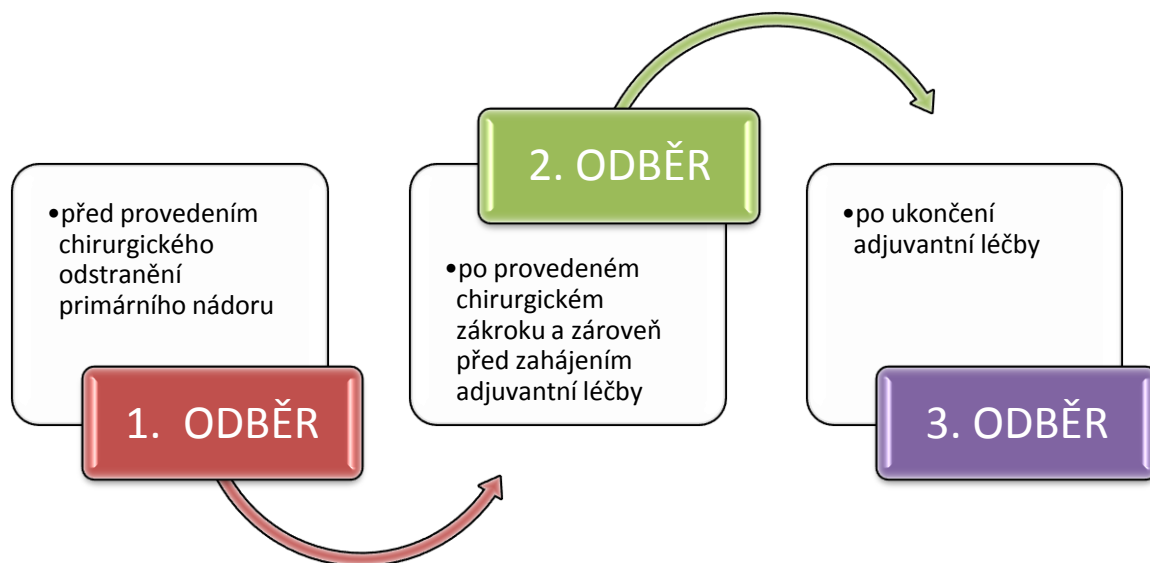 •před provedením
chirurgického
odstranění
primárního nádoru
1. ODBĚR
2. ODBĚR
•po provedeném
chirurgickém
zákroku a zároveň
před zahájením
adjuvantní léčby
•po ukončení
adjuvantní léčby
3. ODBĚR